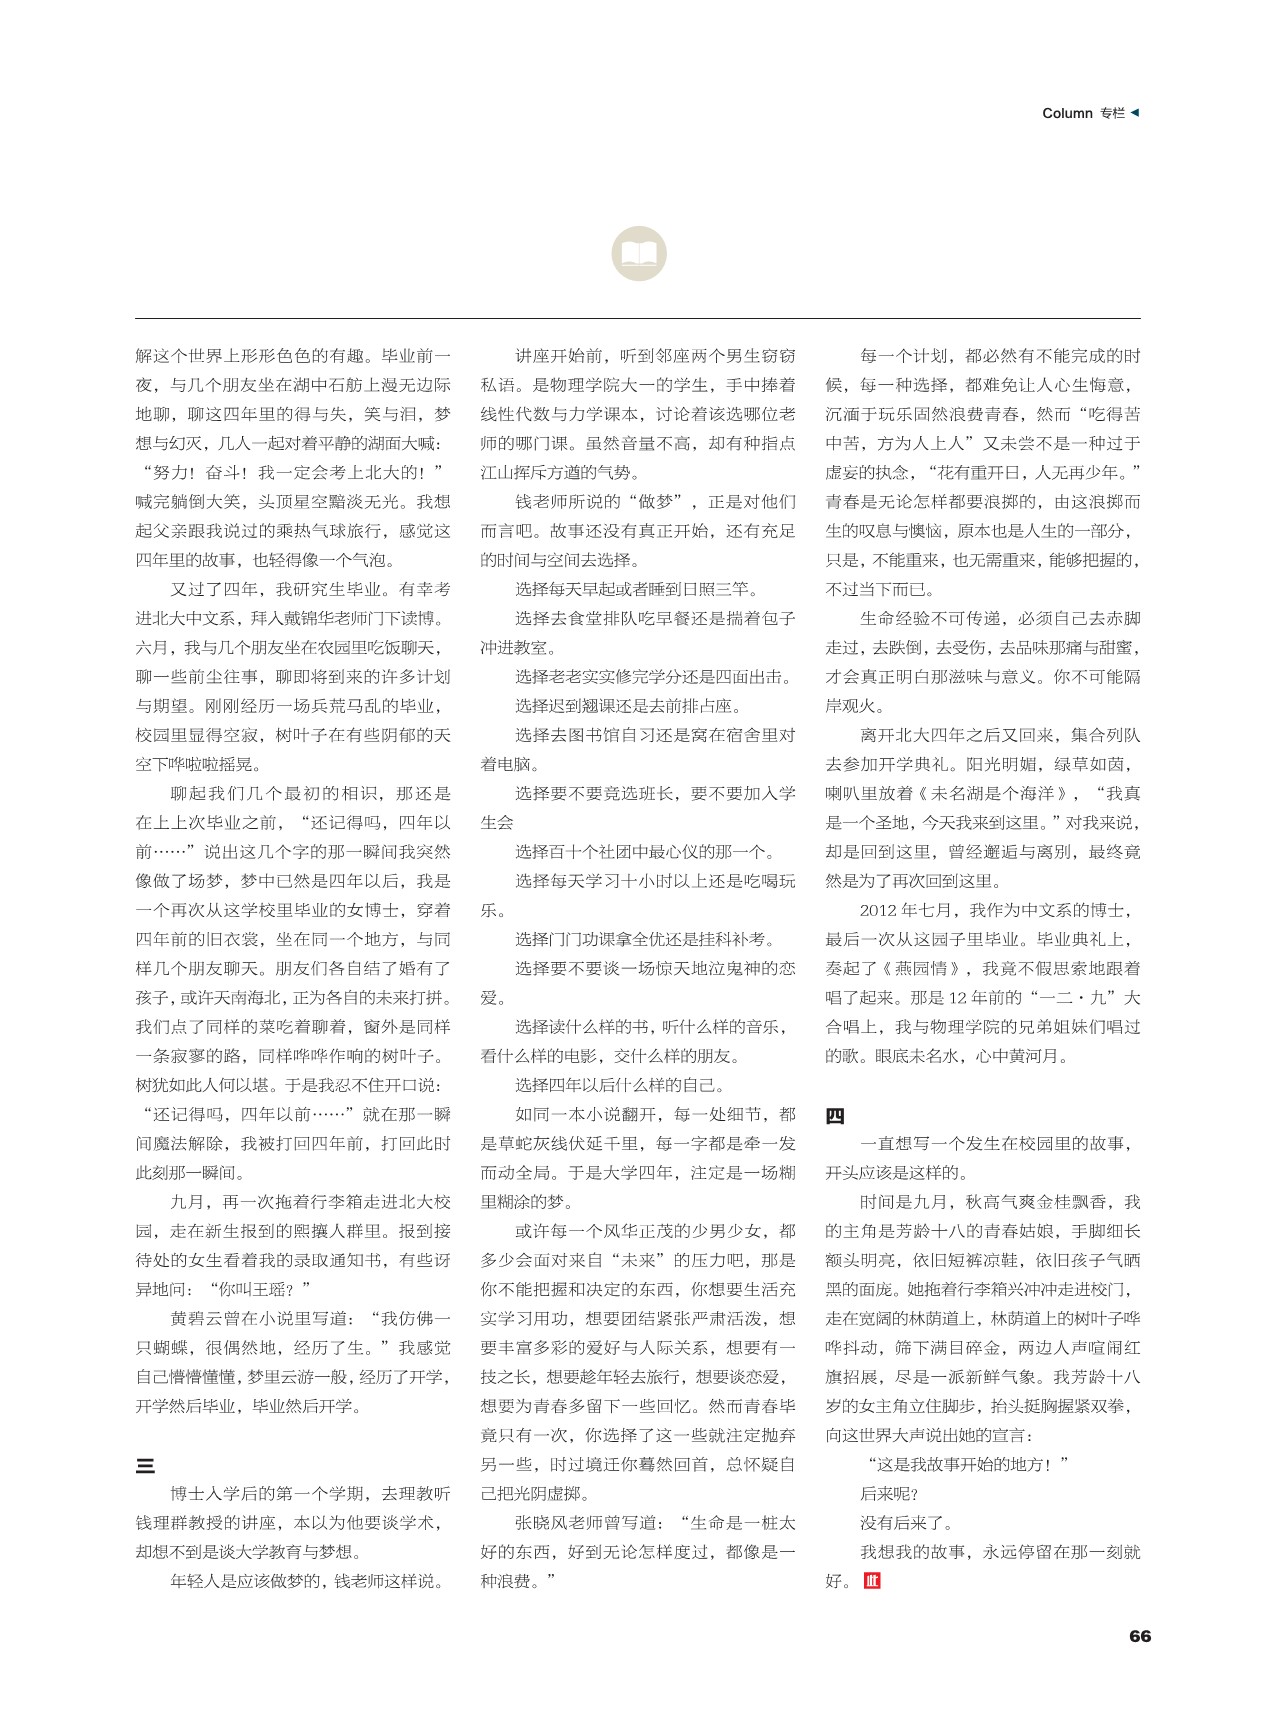 Column 专栏
解这个世界上形形色色的有趣。毕业前一
夜，与几个朋友坐在湖中石舫上漫无边际
地聊，聊这四年里的得与失，笑与泪，梦
想与幻灭，几人一起对着平静的湖面大喊：
“努力！奋斗！我一定会考上北大的！”
喊完躺倒大笑，头顶星空黯淡无光。我想
起父亲跟我说过的乘热气球旅行，感觉这
四年里的故事，也轻得像一个气泡。
又过了四年，我研究生毕业。有幸考
进北大中文系，拜入戴锦华老师门下读博。
六月，我与几个朋友坐在农园里吃饭聊天，
聊一些前尘往事，聊即将到来的许多计划
与期望。刚刚经历一场兵荒马乱的毕业，
校园里显得空寂，树叶子在有些阴郁的天
空下哗啦啦摇晃。
聊起我们几个最初的相识，那还是
在上上次毕业之前，“还记得吗，四年以
前……”说出这几个字的那一瞬间我突然
像做了场梦，梦中已然是四年以后，我是
一个再次从这学校里毕业的女博士，穿着
四年前的旧衣裳，坐在同一个地方，与同
样几个朋友聊天。朋友们各自结了婚有了
孩子，或许天南海北，正为各自的未来打拼。
我们点了同样的菜吃着聊着，窗外是同样
一条寂寥的路，同样哗哗作响的树叶子。
树犹如此人何以堪。于是我忍不住开口说：
“还记得吗，四年以前……”就在那一瞬
间魔法解除，我被打回四年前，打回此时
此刻那一瞬间。
九月，再一次拖着行李箱走进北大校
园，走在新生报到的熙攘人群里。报到接
待处的女生看着我的录取通知书，有些讶
异地问：“你叫王瑶？”
黄碧云曾在小说里写道：“我仿佛一
只蝴蝶，很偶然地，经历了生。”我感觉
自己懵懵懂懂，梦里云游一般，经历了开学，
开学然后毕业，毕业然后开学。
三
博士入学后的第一个学期，去理教听
钱理群教授的讲座，本以为他要谈学术，
却想不到是谈大学教育与梦想。
年轻人是应该做梦的，钱老师这样说。
讲座开始前，听到邻座两个男生窃窃
私语。是物理学院大一的学生，手中捧着
线性代数与力学课本，讨论着该选哪位老
师的哪门课。虽然音量不高，却有种指点
江山挥斥方遒的气势。
钱老师所说的“做梦”，正是对他们
而言吧。故事还没有真正开始，还有充足
的时间与空间去选择。
选择每天早起或者睡到日照三竿。
选择去食堂排队吃早餐还是揣着包子
冲进教室。
选择老老实实修完学分还是四面出击。
选择迟到翘课还是去前排占座。
选择去图书馆自习还是窝在宿舍里对
着电脑。
选择要不要竞选班长，要不要加入学
生会
选择百十个社团中最心仪的那一个。
选择每天学习十小时以上还是吃喝玩
乐。
选择门门功课拿全优还是挂科补考。
选择要不要谈一场惊天地泣鬼神的恋
爱。
选择读什么样的书，听什么样的音乐，
看什么样的电影，交什么样的朋友。
选择四年以后什么样的自己。
如同一本小说翻开，每一处细节，都
是草蛇灰线伏延千里，每一字都是牵一发
而动全局。于是大学四年，注定是一场糊
里糊涂的梦。
或许每一个风华正茂的少男少女，都
多少会面对来自“未来”的压力吧，那是
你不能把握和决定的东西，你想要生活充
实学习用功，想要团结紧张严肃活泼，想
要丰富多彩的爱好与人际关系，想要有一
技之长，想要趁年轻去旅行，想要谈恋爱，
想要为青春多留下一些回忆。然而青春毕
竟只有一次，你选择了这一些就注定抛弃
另一些，时过境迁你蓦然回首，总怀疑自
己把光阴虚掷。
张晓风老师曾写道：“生命是一桩太
好的东西，好到无论怎样度过，都像是一
种浪费。”
每一个计划，都必然有不能完成的时
候，每一种选择，都难免让人心生悔意，
沉湎于玩乐固然浪费青春，然而“吃得苦
中苦，方为人上人”又未尝不是一种过于
虚妄的执念，“花有重开日，人无再少年。”
青春是无论怎样都要浪掷的，由这浪掷而
生的叹息与懊恼，原本也是人生的一部分，
只是，不能重来，也无需重来，能够把握的，
不过当下而已。
生命经验不可传递，必须自己去赤脚
走过，去跌倒，去受伤，去品味那痛与甜蜜，
才会真正明白那滋味与意义。你不可能隔
岸观火。
离开北大四年之后又回来，集合列队
去参加开学典礼。阳光明媚，绿草如茵，
喇叭里放着《未名湖是个海洋》，“我真
是一个圣地，今天我来到这里。”对我来说，
却是回到这里，曾经邂逅与离别，最终竟
然是为了再次回到这里。
2012 年七月，我作为中文系的博士，
最后一次从这园子里毕业。毕业典礼上，
奏起了《燕园情》，我竟不假思索地跟着
唱了起来。那是 12 年前的“一二·九”大
合唱上，我与物理学院的兄弟姐妹们唱过
的歌。眼底未名水，心中黄河月。
四
一直想写一个发生在校园里的故事，
开头应该是这样的。
时间是九月，秋高气爽金桂飘香，我
的主角是芳龄十八的青春姑娘，手脚细长
额头明亮，依旧短裤凉鞋，依旧孩子气晒
黑的面庞。她拖着行李箱兴冲冲走进校门，
走在宽阔的林荫道上，林荫道上的树叶子哗
哗抖动，筛下满目碎金，两边人声喧闹红
旗招展，尽是一派新鲜气象。我芳龄十八
岁的女主角立住脚步，抬头挺胸握紧双拳，
向这世界大声说出她的宣言：
“这是我故事开始的地方！”
后来呢？
没有后来了。
我想我的故事，永远停留在那一刻就
好。
66